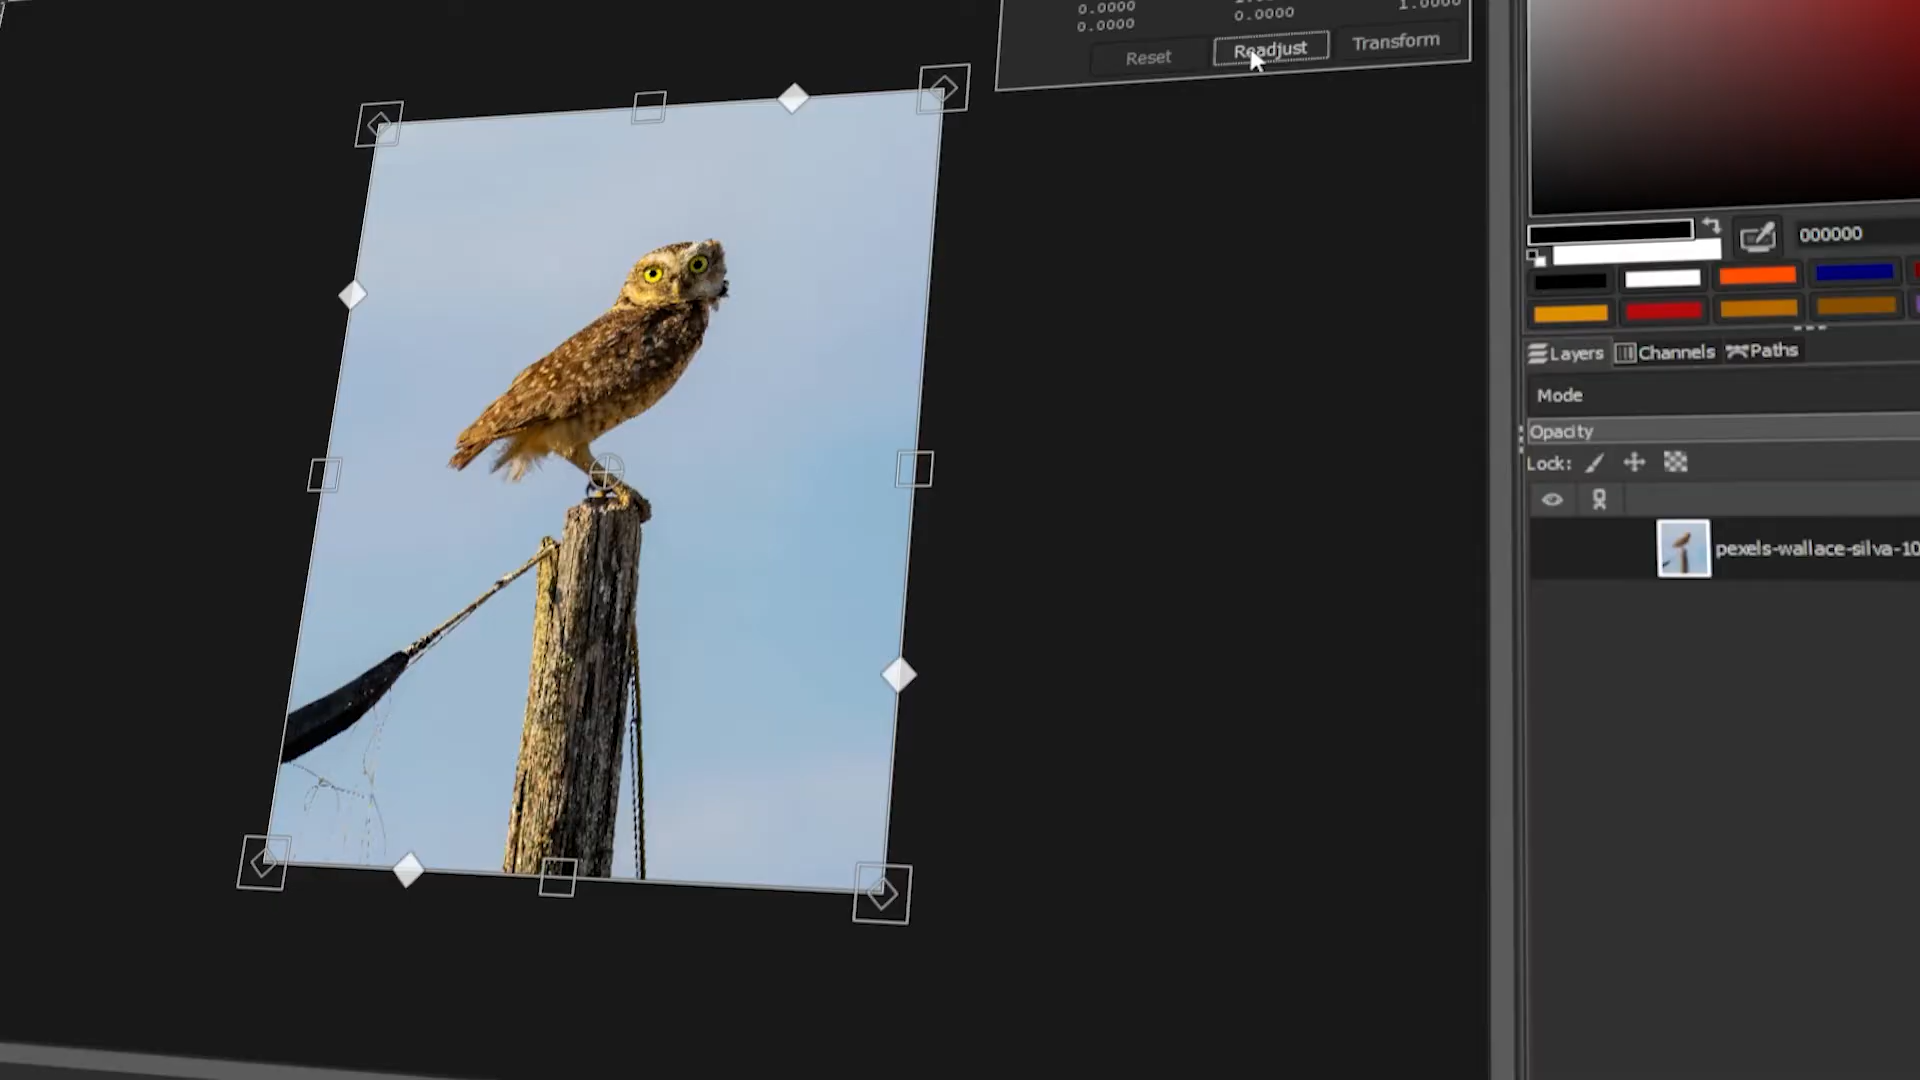 0.0000
0.0000 0.0000 1.0000
Reset Readjust Transform
000000
Layers Channels Paths
Mode
Opacity
Lock:
pexels-wallace-silva-10